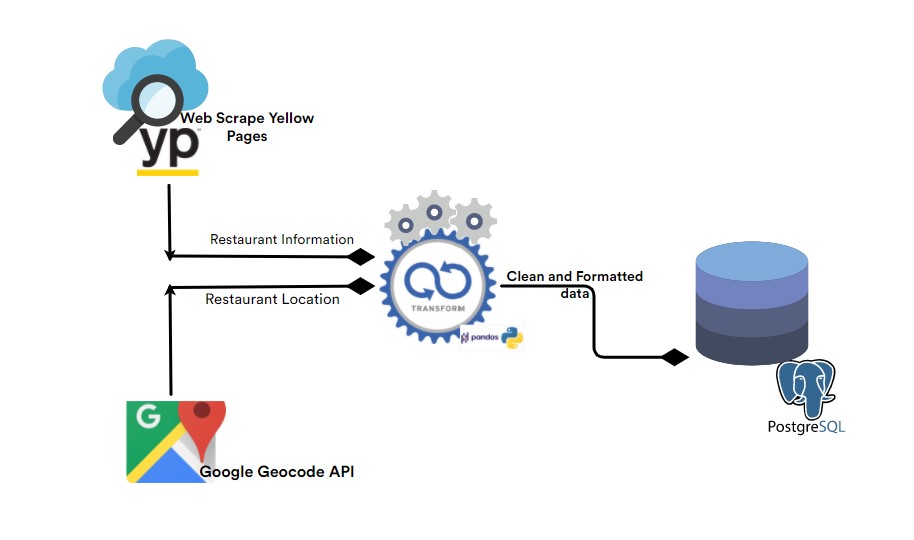 Web Scrape Yellow
Pages
yp
Restaurant Information
Restaurant Location
TRANSFORM
pandas
Clean and Formatted
data
PostgreSQL
G
Google Geocode API